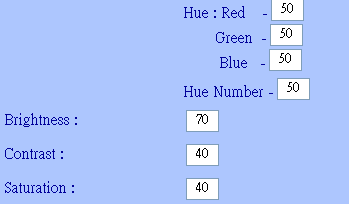 Hue : Red - 50
Green - 50
Blue - 50
Hue Number - 50
Brightness : 70
Contrast : 40
Saturation : 40